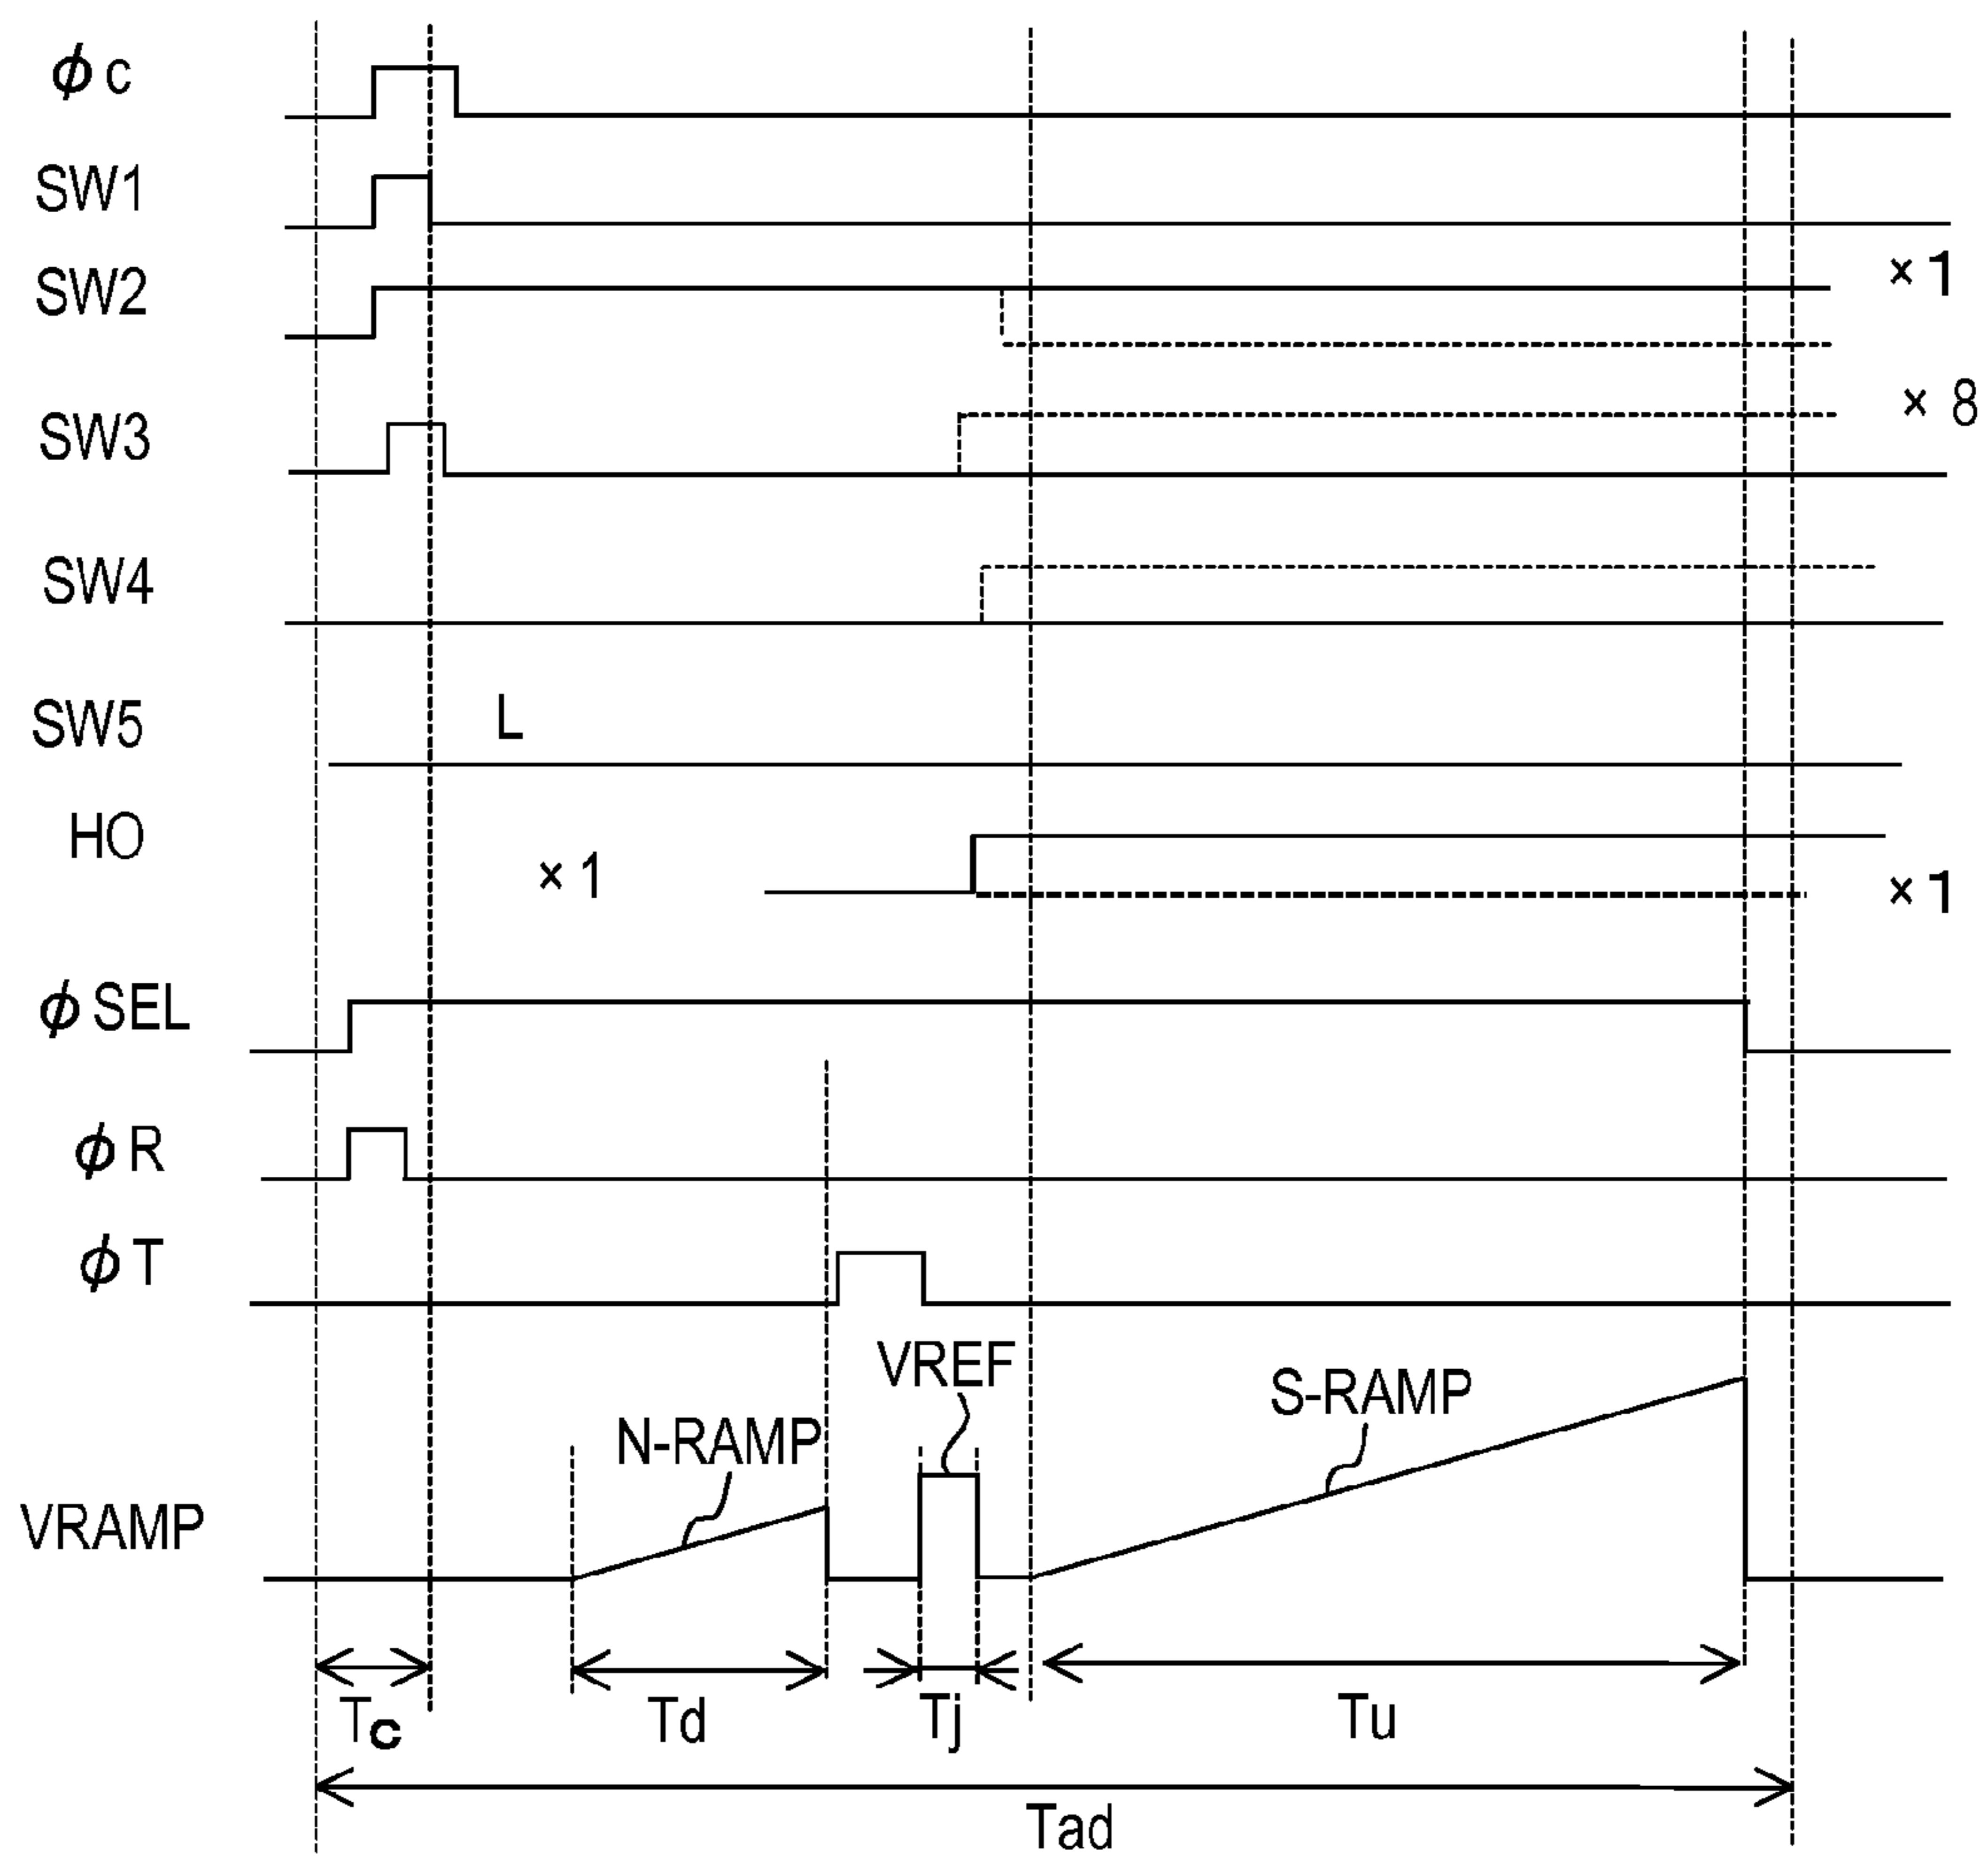 ϕc
SW1
SW2
×1
SW3
×8
SW4
SW5
L
HO
×1
×1
ϕSEL
ϕR
ϕT
VREF
N-RAMP
S-RAMP
VRAMP
Tc
Td
Tj
Tu
Tad